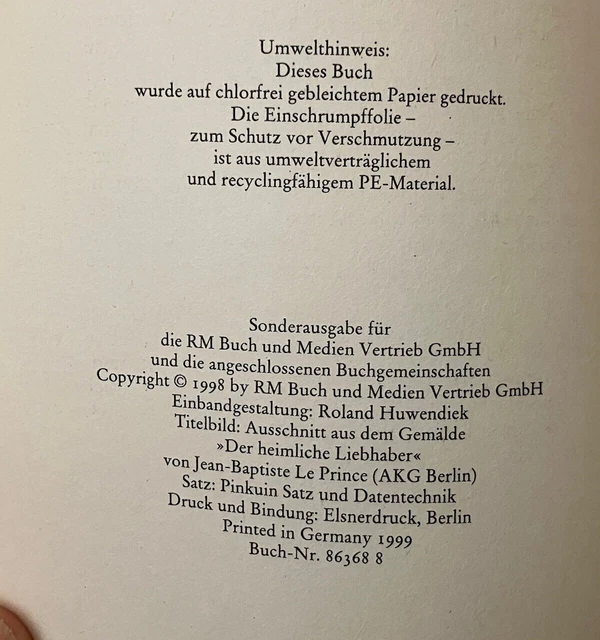 Umwelthinweis:
Dieses Buch
wurde auf chlorfrei gebleichtem Papier gedruckt.
Die Einschrumpffolie –
zum Schutz vor Verschmutzung –
ist aus umweltverträglichem
und recyclingfähigem PE-Material.
Sonderausgabe für
die RM Buch und Medien Vertrieb GmbH
und die angeschlossenen Buchgemeinschaften
Copyright © 1998 by RM Buch und Medien Vertrieb GmbH
Einbandgestaltung: Roland Huwendiek
Titelbild: Ausschnitt aus dem Gemälde
»Der heimliche Liebhaber«
von Jean-Baptiste Le Prince (AKG Berlin)
Satz: Pinkuin Satz und Datentechnik
Druck und Bindung: Elsnerdruck, Berlin
Printed in Germany 1999
Buch-Nr. 86368 8